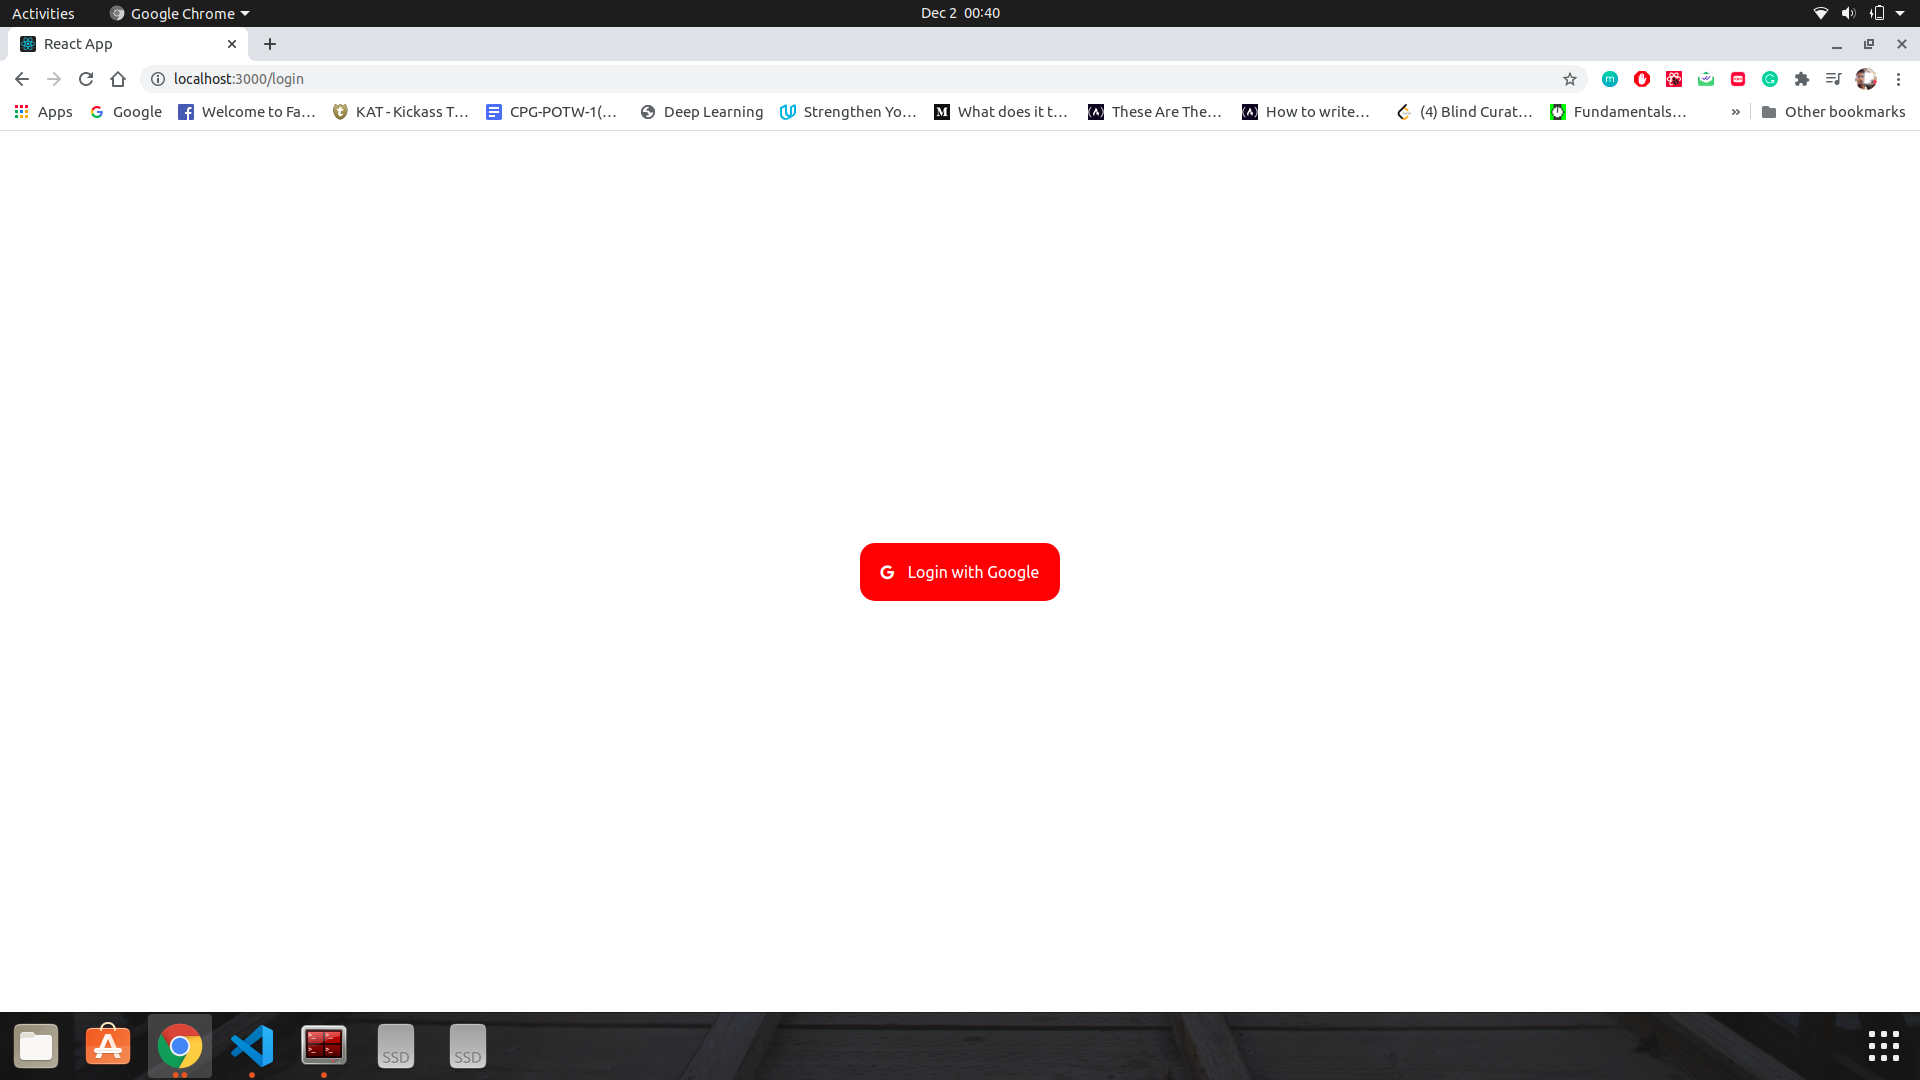 Activities Google Chrome Dec 2 00:40
React App
localhost:3000/login
Apps Google Welcome to Fa... KAT - Kickass T... CPG-POTW-1(... Deep Learning Strengthen Yo... What does it t... These Are The... How to write... (4) Blind Curat... Fundamentals... » Other bookmarks
G Login with Google
SSD SSD